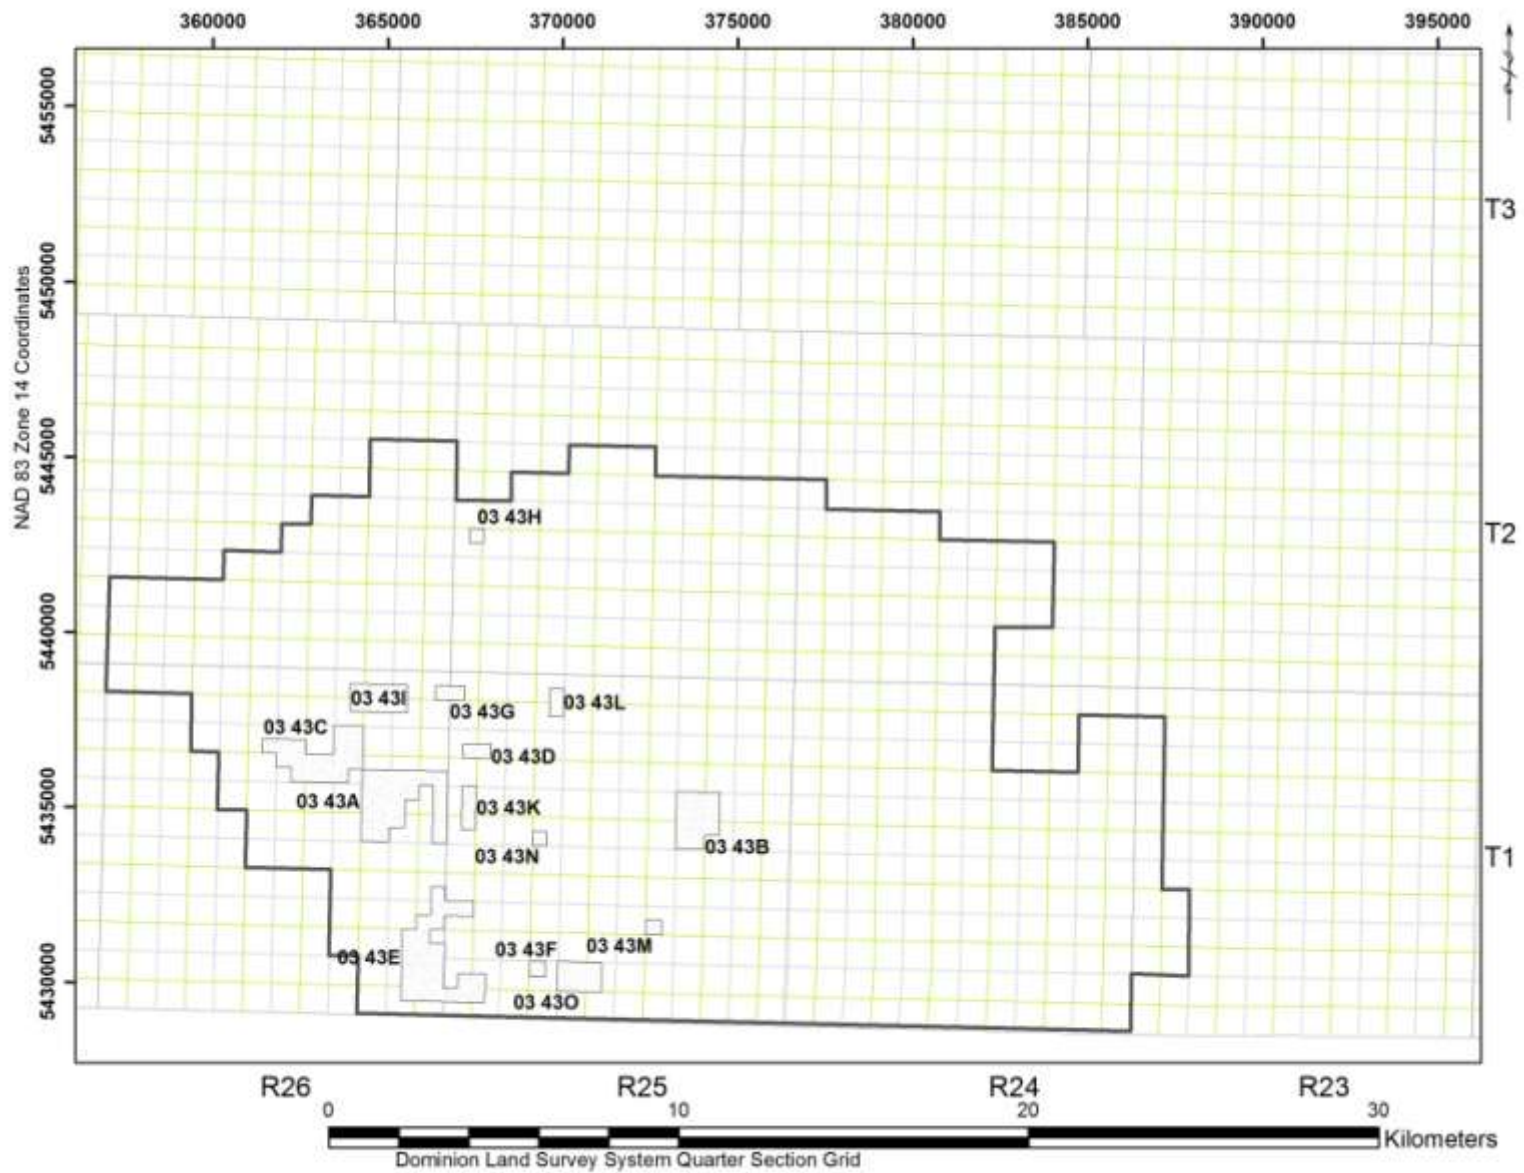 360000 365000 370000 375000 380000 385000 390000 395000
5455000
5450000
5445000
5440000
5435000
5430000
NAD 83 Zone 14 Coordinates
T3
T2
T1
03 43H
03 43I
03 43G
03 43L
03 43C
03 43D
03 43A
03 43K
03 43B
03 43N
03 43E
03 43F
03 43M
03 43O
R26 R25 R24 R23
0 10 20 30
Kilometers
Dominion Land Survey System Quarter Section Grid